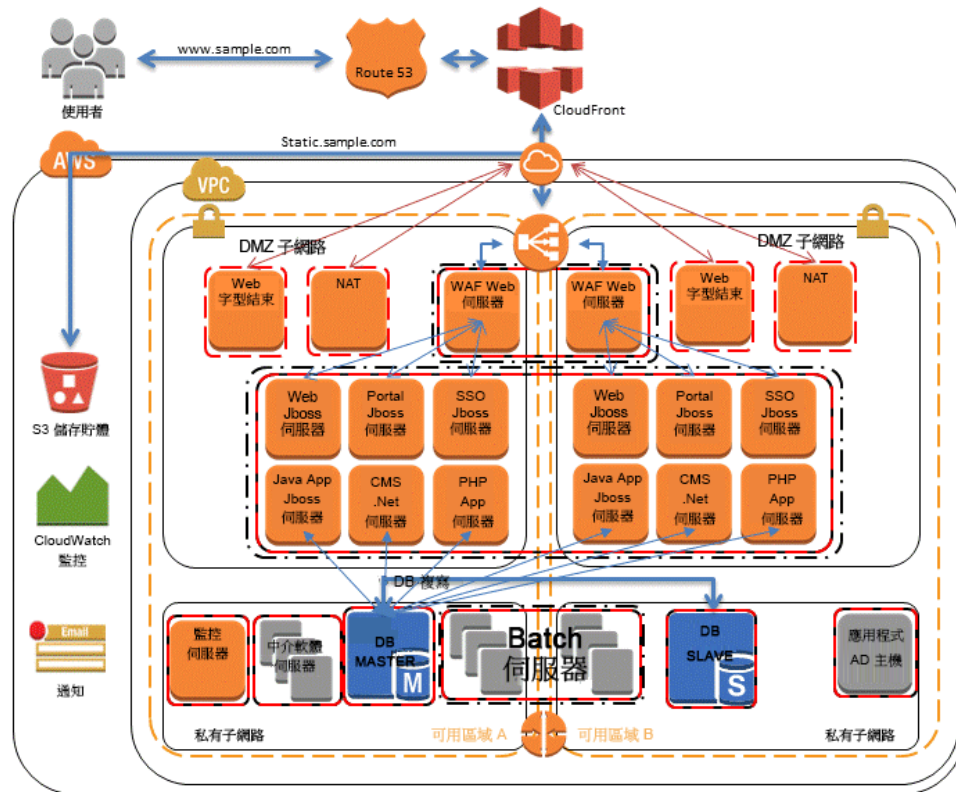 www.sample.com
Route 53
使用者
CloudFront
Static.sample.com
AWS
VPC
DMZ 子網路
DMZ 子網路
Web
字型結束
NAT
WAF Web
伺服器
WAF Web
伺服器
Web
字型結束
NAT
Web
Jboss
伺服器
Portal
Jboss
伺服器
SSO
Jboss
伺服器
Web
Jboss
伺服器
Portal
Jboss
伺服器
SSO
Jboss
伺服器
S3 儲存貯體
Java App
Jboss
伺服器
CMS
.Net
伺服器
PHP
App
伺服器
Java App
Jboss
伺服器
CMS
.Net
伺服器
PHP
App
伺服器
CloudWatch
監控
DB 複寫
Email
通知
監控
伺服器
中介軟體
伺服器
DB
MASTER
M
Batch
伺服器
DB
SLAVE
S
應用程式
AD 主機
私有子網路
可用區域 A
可用區域 B
私有子網路